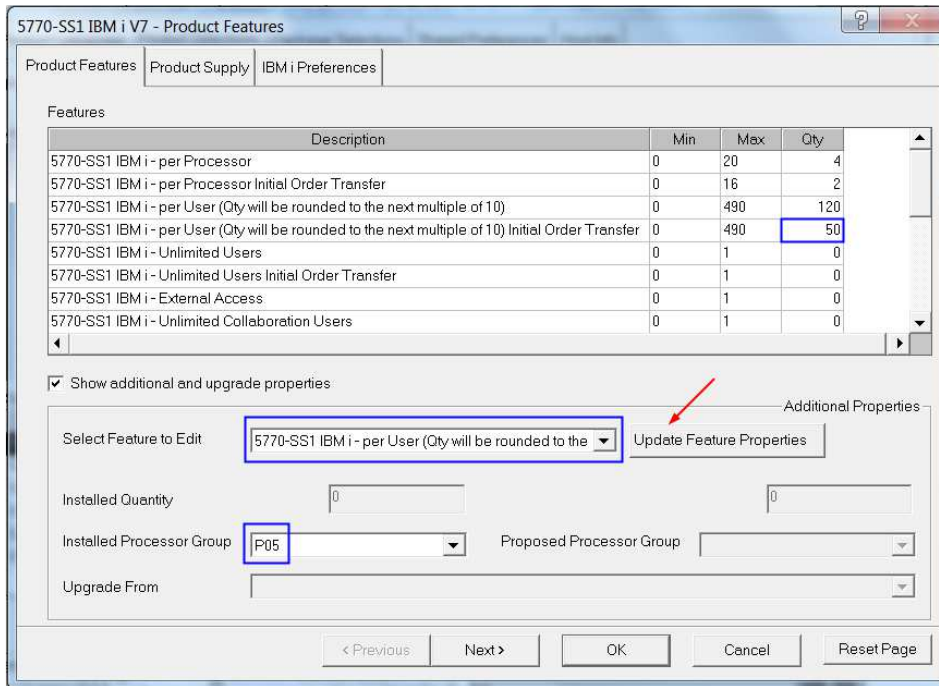 5770-SS1 IBM i V7 - Product Features
Product Features Product Supply IBM i Preferences
Features
Description Min Max Qty
5770-SS1 IBM i - per Processor 0 20 4
5770-SS1 IBM i - per Processor Initial Order Transfer 0 16 2
5770-SS1 IBM i - per User (Qty will be rounded to the next multiple of 10) 0 490 120
5770-SS1 IBM i - per User (Qty will be rounded to the next multiple of 10) Initial Order Transfer 0 490 50
5770-SS1 IBM i - Unlimited Users 0 1 0
5770-SS1 IBM i - Unlimited Users Initial Order Transfer 0 1 0
5770-SS1 IBM i - External Access 0 1 0
5770-SS1 IBM i - Unlimited Collaboration Users 0 1 0
Show additional and upgrade properties
Additional Properties
Select Feature to Edit 5770-SS1 IBM i - per User (Qty will be rounded to the Update Feature Properties
Installed Quantity 0 0
Installed Processor Group P05 Proposed Processor Group
Upgrade From
< Previous Next > OK Cancel Reset Page